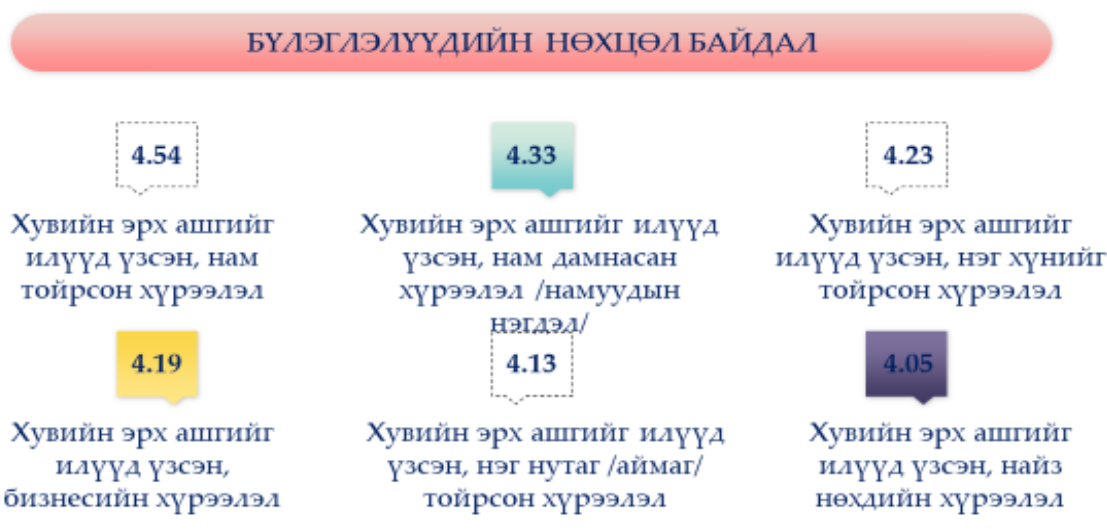 БҮЛЭГЛЭЛҮҮДИЙН НӨХЦӨЛ БАЙДАЛ
4.54
Хувийн эрх ашгийг
илүүд үзсэн, нам
тойрсон хүрээлэл
4.33
Хувийн эрх ашгийг илүүд
үзсэн, нам дамнасан
хүрээлэл /намуудын
нэгдэл/
4.23
Хувийн эрх ашгийг
илүүд үзсэн, нэг хүнийг
тойрсон хүрээлэл
4.19
Хувийн эрх ашгийг
илүүд үзсэн,
бизнесийн хүрээлэл
4.13
Хувийн эрх ашгийг илүүд
үзсэн, нэг нутаг /аймаг/
тойрсон хүрээлэл
4.05
Хувийн эрх ашгийг
илүүд үзсэн, найз
нөхдийн хүрээлэл